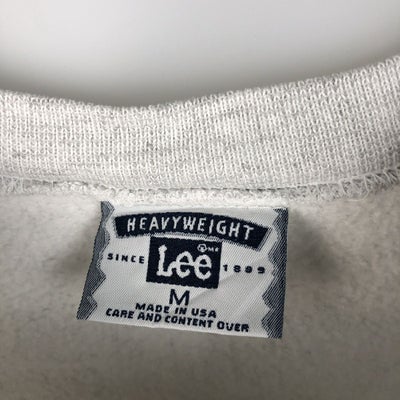 HEAVYWEIGHT
SINCE Lee 1889
M
MADE IN USA
CARE AND CONTENT OVER